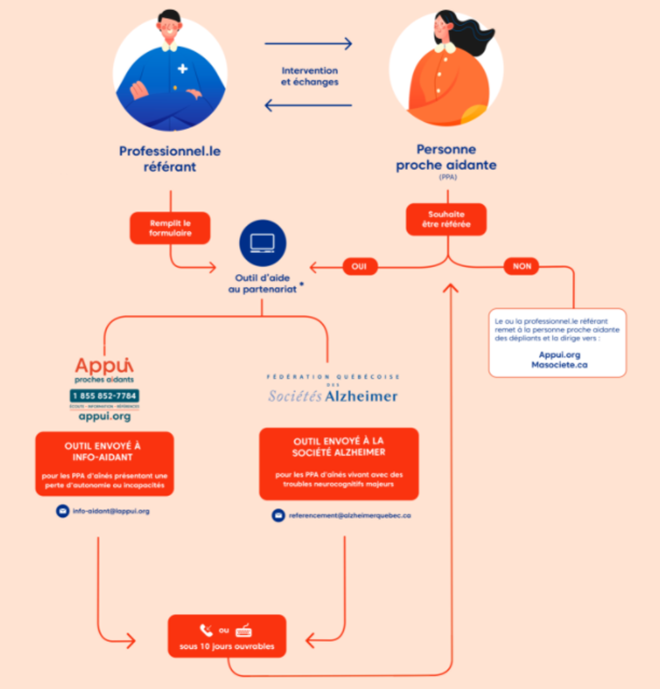 Intervention
et échanges
Professionnel.le
référant
Personne
proche aidante
(PPA)
Remplit le
formulaire
Souhaite
être référée
OUI
NON
Outil d'aide
au partenariat *
Le ou la professionnel.le référant
remet à la personne proche aidante
des dépliants et la dirige vers :
Appui.org
Masociete.ca
Appui
proches aidants
1 855 852-7784
ÉCOUTE · INFORMATION · RÉFÉRENCES
appui.org
FÉDÉRATION QUÉBÉCOISE
DES
Sociétés Alzheimer
OUTIL ENVOYÉ À
INFO-AIDANT
pour les PPA d'aînés présentant une
perte d'autonomie ou incapacités
info-aidant@lappui.org
OUTIL ENVOYÉ À LA
SOCIÉTÉ ALZHEIMER
pour les PPA d'aînés vivant avec des
troubles neurocognitifs majeurs
referencement@alzheimerquebec.ca
ou
sous 10 jours ouvrables